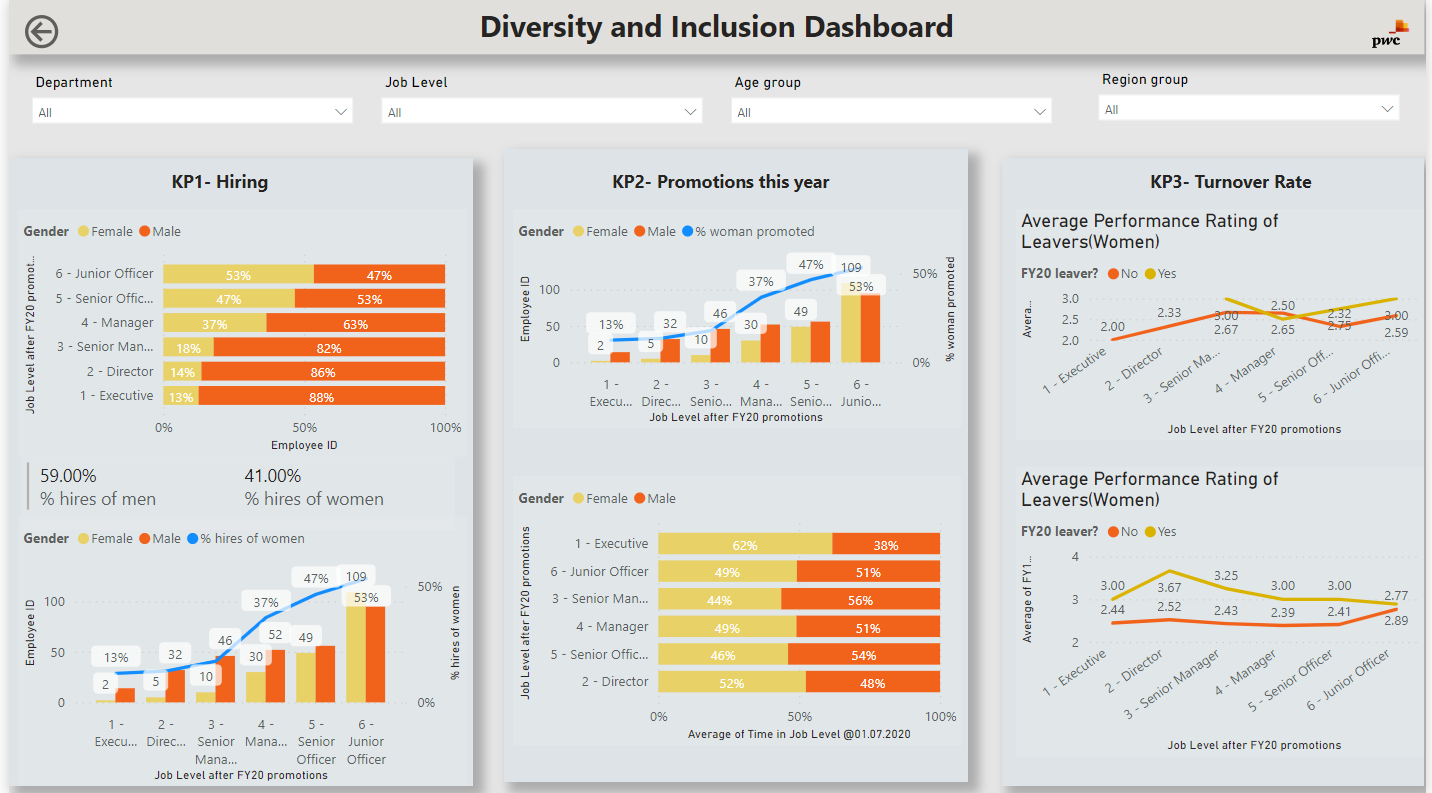 Diversity and Inclusion Dashboard
pwc
Department
Job Level
Age group
Region group
All
All
All
All
KP1- Hiring
Gender Female Male
Job Level after FY20 promot...
6 - Junior Officer 53% 47%
5 - Senior Offic... 47% 53%
4 - Manager 37% 63%
3 - Senior Man... 18% 82%
2 - Director 14% 86%
1 - Executive 13% 88%
0% 50% 100%
Employee ID
59.00% 41.00%
% hires of men % hires of women
Gender Female Male % hires of women
Employee ID
100
50
0
13% 32 46 37% 47% 109
2 5 10 30 52 49 53%
50%
0%
% hires of women
1 - Execu...
2 - Direc...
3 - Senior Mana...
4 - Mana...
5 - Senior Officer
6 - Junior Officer
Job Level after FY20 promotions
KP2- Promotions this year
Gender Female Male % woman promoted
Employee ID
100
50
0
13% 32 46 37% 47% 109
2 5 10 30 49 53%
50%
0%
% woman promoted
1 - Execu...
2 - Direc...
3 - Senio...
4 - Mana...
5 - Senio...
6 - Junio...
Job Level after FY20 promotions
Gender Female Male
Job Level after FY20 promotions
1 - Executive 62% 38%
6 - Junior Officer 49% 51%
3 - Senior Man... 44% 56%
4 - Manager 49% 51%
5 - Senior Offic... 46% 54%
2 - Director 52% 48%
0% 50% 100%
Average of Time in Job Level @01.07.2020
KP3- Turnover Rate
Average Performance Rating of
Leavers(Women)
FY20 leaver? No Yes
Avera...
3.0
2.5
2.0
2.00 2.33 3.00 2.50 2.32 3.00
2.67 2.65 2.75 2.59
1 - Executive
2 - Director
3 - Senior Ma...
4 - Manager
5 - Senior Off...
6 - Junior Offi...
Job Level after FY20 promotions
Average Performance Rating of
Leavers(Women)
FY20 leaver? No Yes
Average of FY1...
4
3
2
3.00 3.67 3.25 3.00 3.00 2.77
2.44 2.52 2.43 2.39 2.41 2.89
1 - Executive
2 - Director
3 - Senior Manager
4 - Manager
5 - Senior Officer
6 - Junior Officer
Job Level after FY20 promotions